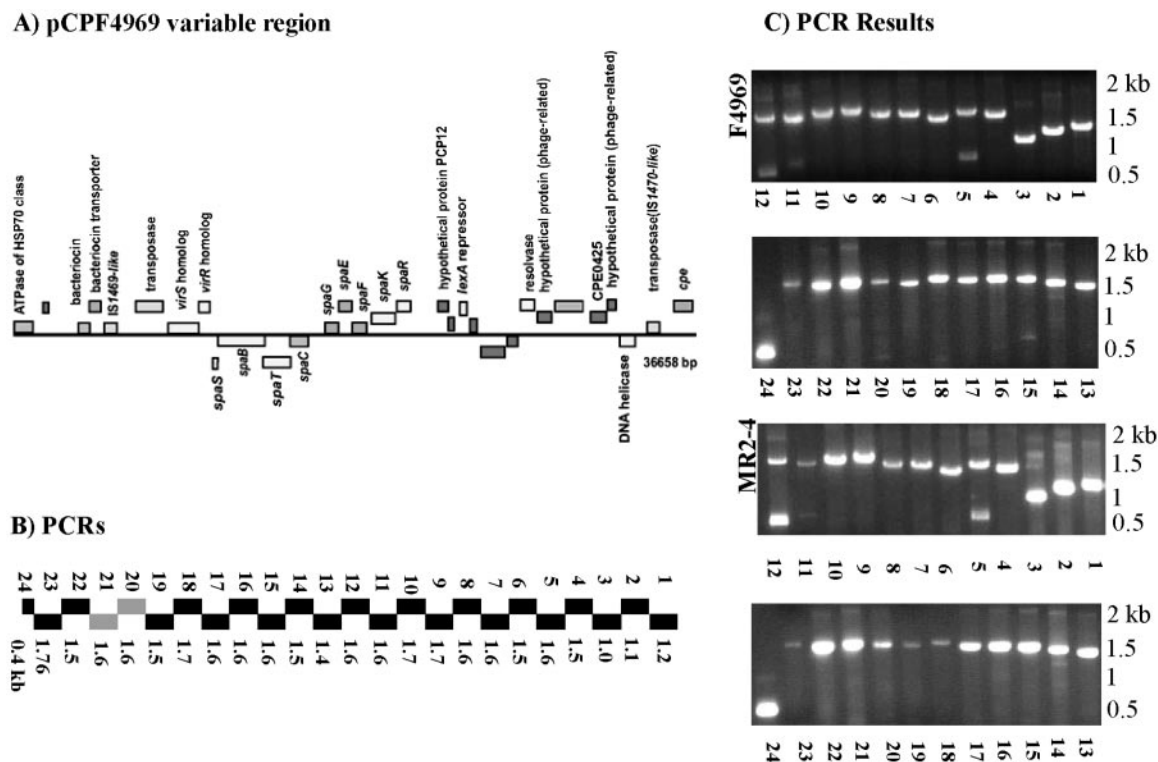 A) pCPF4969 variable region
ATPase of HSP70 class
bacteriocin
bacteriocin transporter
IS1469-like
transposase
virS homolog
virR homolog
spaS
spaB
spaT
spaC
spaG
spaE
spaF
spaK
spaR
hypothetical protein PCP12
lexA repressor
resolvase
hypothetical protein (phage-related)
CPE0425
hypothetical protein (phage-related)
DNA helicase
transposase(IS1470-like)
cpe
36658 bp
B) PCRs
24 23 22 21 20 19 18 17 16 15 14 13 12 11 10 9 8 7 6 5 4 3 2 1
0.4 kb 1.76 1.5 1.6 1.6 1.5 1.7 1.6 1.6 1.6 1.5 1.4 1.6 1.6 1.7 1.7 1.6 1.6 1.5 1.6 1.5 1.0 1.1 1.2
C) PCR Results
F4969
2 kb
1.5
1
0.5
12 11 10 9 8 7 6 5 4 3 2 1
2 kb
1.5
1
0.5
24 23 22 21 20 19 18 17 16 15 14 13
MR2-4
2 kb
1.5
1
0.5
12 11 10 9 8 7 6 5 4 3 2 1
2 kb
1.5
1
0.5
24 23 22 21 20 19 18 17 16 15 14 13